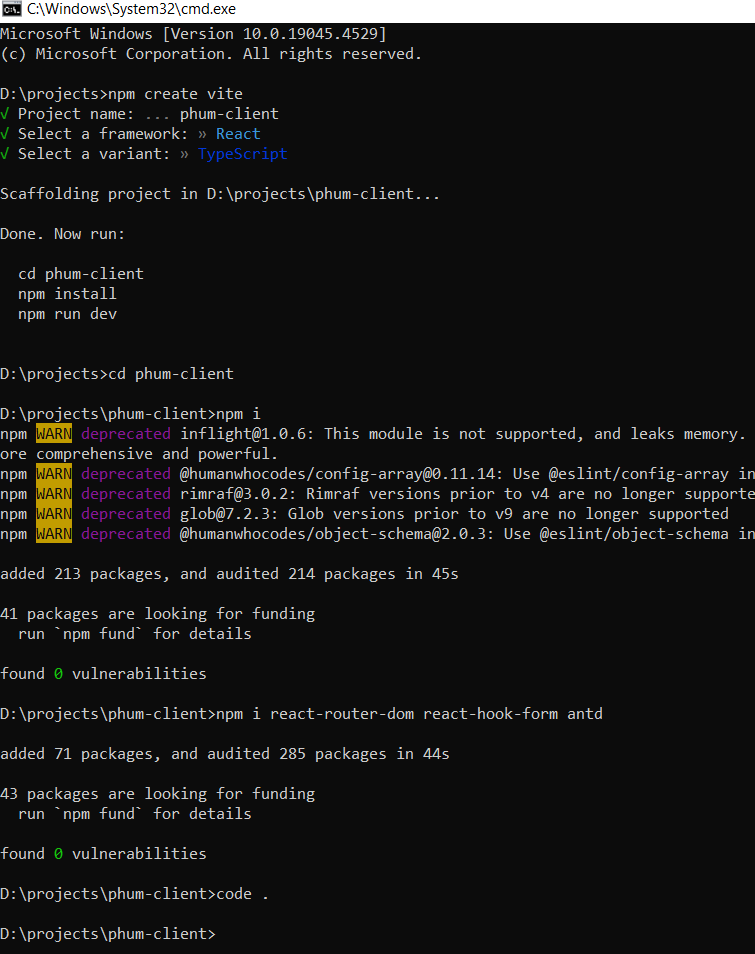 C:\Windows\System32\cmd.exe
Microsoft Windows [Version 10.0.19045.4529]
(c) Microsoft Corporation. All rights reserved.
D:\projects>npm create vite
√ Project name: ... phum-client
√ Select a framework: » React
√ Select a variant: » TypeScript
Scaffolding project in D:\projects\phum-client...
Done. Now run:
cd phum-client
npm install
npm run dev
D:\projects>cd phum-client
D:\projects\phum-client>npm i
npm WARN deprecated inflight@1.0.6: This module is not supported, and leaks memory.
ore comprehensive and powerful.
npm WARN deprecated @humanwhocodes/config-array@0.11.14: Use @eslint/config-array in
npm WARN deprecated rimraf@3.0.2: Rimraf versions prior to v4 are no longer supporte
npm WARN deprecated glob@7.2.3: Glob versions prior to v9 are no longer supported
npm WARN deprecated @humanwhocodes/object-schema@2.0.3: Use @eslint/object-schema in
added 213 packages, and audited 214 packages in 45s
41 packages are looking for funding
run `npm fund` for details
found 0 vulnerabilities
D:\projects\phum-client>npm i react-router-dom react-hook-form antd
added 71 packages, and audited 285 packages in 44s
43 packages are looking for funding
run `npm fund` for details
found 0 vulnerabilities
D:\projects\phum-client>code .
D:\projects\phum-client>